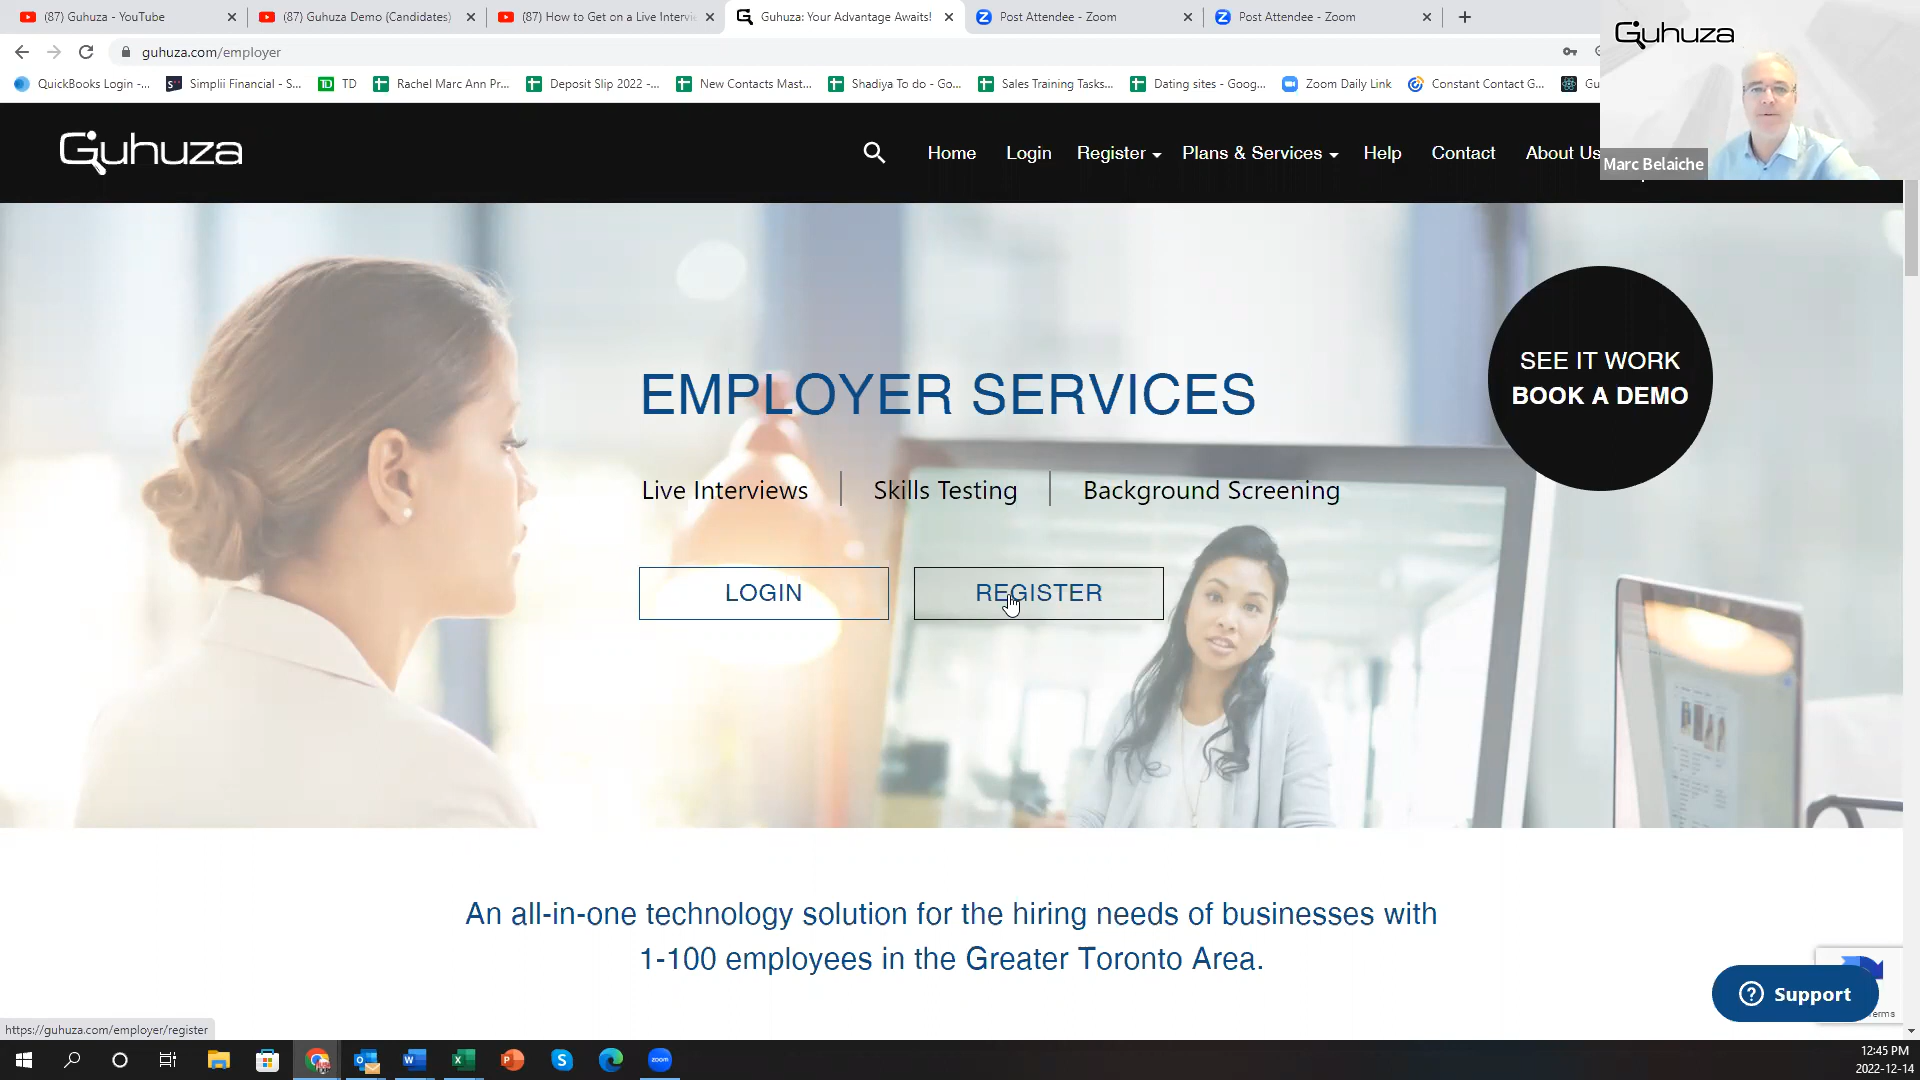 (87) Guhuza - YouTube
(87) Guhuza Demo (Candidates)
(87) How to Get on a Live Intervi
Guhuza: Your Advantage Awaits!
Post Attendee - Zoom
Post Attendee - Zoom
guhuza.com/employer
QuickBooks Login -...
Simplii Financial - S...
TD
TD
Rachel Marc Ann Pr...
Deposit Slip 2022 -...
New Contacts Mast...
Shadiya To do - Go...
Sales Training Tasks...
Dating sites - Goog...
Zoom Daily Link
Constant Contact G...
Gu
Guhuza
Marc Belaiche
Guhuza
Home
Login
Register
Plans & Services
Help
Contact
About Us
SEE IT WORK
BOOK A DEMO
EMPLOYER SERVICES
Live Interviews
Skills Testing
Background Screening
LOGIN
REGISTER
An all-in-one technology solution for the hiring needs of businesses with
1-100 employees in the Greater Toronto Area.
Support
Terms
https://guhuza.com/employer/register
zoom
12:45 PM
2022-12-14